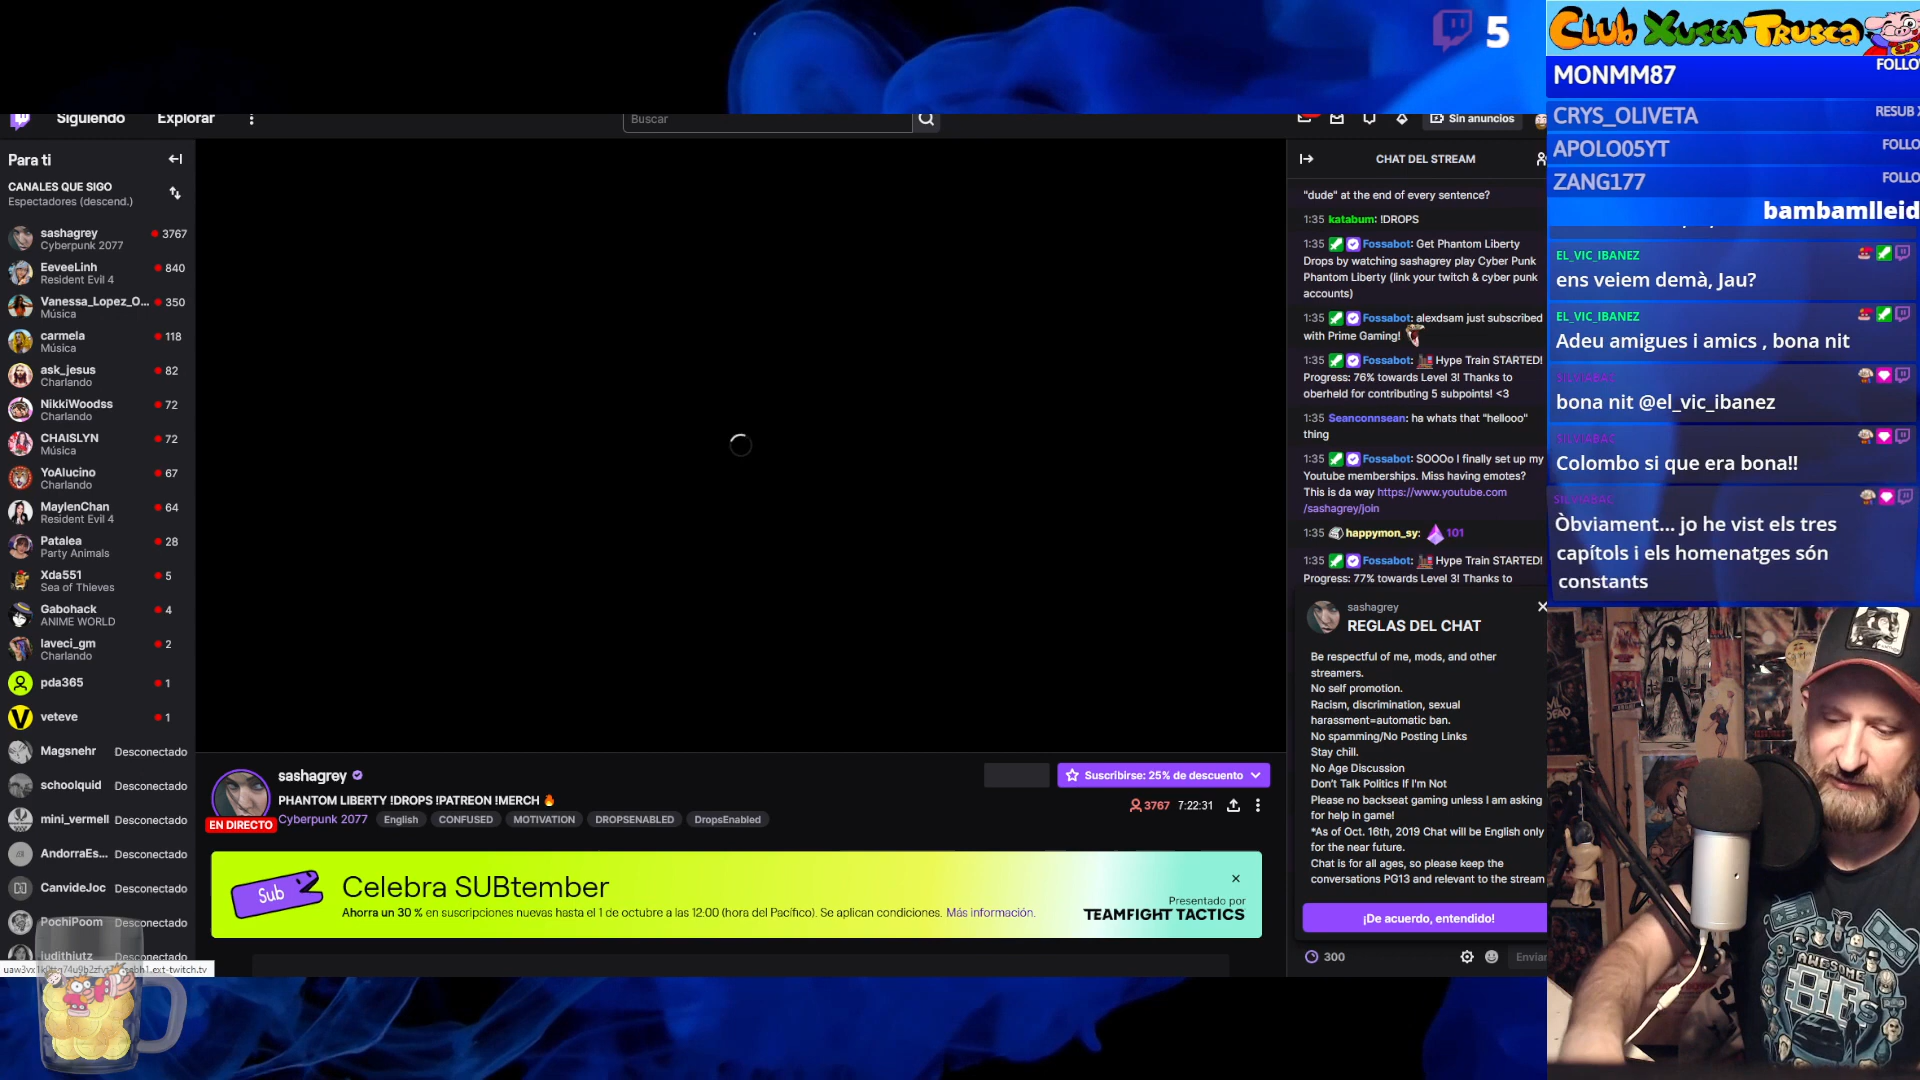 5
Club Xusca Trusca
MONMM87
FOLLO
CRYS_OLIVETA
RESUB
APOLO05YT
FOLLO
ZANG177
FOLLO
bambamlleid
EL_VIC_IBANEZ
ens veiem demà, Jau?
EL_VIC_IBANEZ
Adeu amigues i amics , bona nit
SILVIABAC
bona nit @el_vic_ibanez
SILVIABAC
Colombo si que era bona!!
SILVIABAC
Òbviament... jo he vist els tres
capítols i els homenatges són
constants
Siguiendo
Explorar
Buscar
Sin anuncios
Para ti
CANALES QUE SIGO
Espectadores (descend.)
sashagrey
3767
Cyberpunk 2077
EeveeLinh
840
Resident Evil 4
Vanessa_Lopez_O...
350
Música
carmela
118
Música
ask_jesus
82
Charlando
NikkiWoodss
72
Charlando
CHAISLYN
72
Música
YoAlucino
67
Charlando
MaylenChan
64
Resident Evil 4
Patalea
28
Party Animals
Xda551
5
Sea of Thieves
Gabohack
4
ANIME WORLD
laveci_gm
2
Charlando
pda365
1
veteve
1
Magsnehr
Desconectado
schoolquid
Desconectado
mini_vermell
Desconectado
AndorraEs...
Desconectado
CanvideJoc
Desconectado
PochiPoom
Desconectado
judithiutz
Desconectado
sashagrey
PHANTOM LIBERTY !DROPS !PATREON !MERCH
EN DIRECTO
Cyberpunk 2077
English
CONFUSED
MOTIVATION
DROPSENABLED
DropsEnabled
Suscribirse: 25% de descuento
3767
7:22:31
Sub
Celebra SUBtember
Ahorra un 30 % en suscripciones nuevas hasta el 1 de octubre a las 12:00 (hora del Pacífico). Se aplican condiciones. Más información.
Presentado por
TEAMFIGHT TACTICS
CHAT DEL STREAM
"dude" at the end of every sentence?
1:35 katabum: !DROPS
1:35 Fossabot: Get Phantom Liberty
Drops by watching sashagrey play Cyber Punk
Phantom Liberty (link your twitch & cyber punk
accounts)
1:35 Fossabot: alexdsam just subscribed
with Prime Gaming!
1:35 Fossabot: Hype Train STARTED!
Progress: 76% towards Level 3! Thanks to
oberheld for contributing 5 subpoints! <3
1:35 Seanconnsean: ha whats that "hellooo"
thing
1:35 Fossabot: SOOOo I finally set up my
Youtube memberships. Miss having emotes?
This is da way https://www.youtube.com
/sashagrey/join
1:35 happymon_sy: 101
1:35 Fossabot: Hype Train STARTED!
Progress: 77% towards Level 3! Thanks to
sashagrey
REGLAS DEL CHAT
Be respectful of me, mods, and other
streamers.
No self promotion.
Racism, discrimination, sexual
harassment=automatic ban.
No spamming/No Posting Links
Stay chill.
No Age Discussion
Don't Talk Politics If I'm Not
Please no backseat gaming unless I am asking
for help in game!
*As of Oct. 16th, 2019 Chat will be English only
for the near future.
Chat is for all ages, so please keep the
conversations PG13 and relevant to the stream
¡De acuerdo, entendido!
300
Enviar
AWESOME
80s